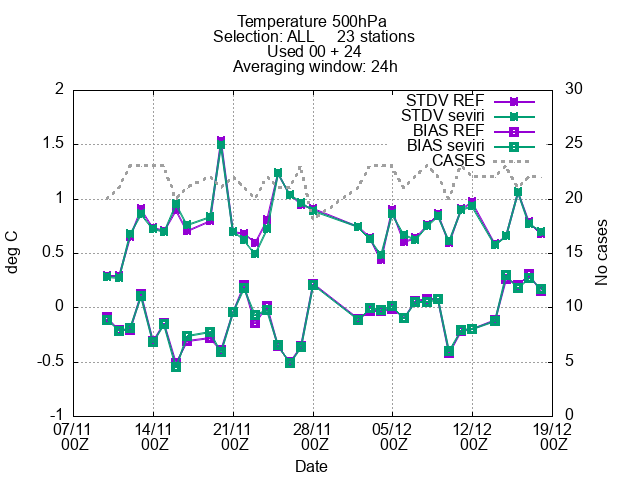 Temperature 500hPa
Selection: ALL 23 stations
Used 00 + 24
Averaging window: 24h
STDV REF
STDV seviri
BIAS REF
BIAS seviri
CASES
2
1.5
1
0.5
0
-0.5
-1
deg C
30
25
20
15
10
5
0
No cases
07/11 14/11 21/11 28/11 05/12 12/12 19/12
00Z 00Z 00Z 00Z 00Z 00Z 00Z
Date